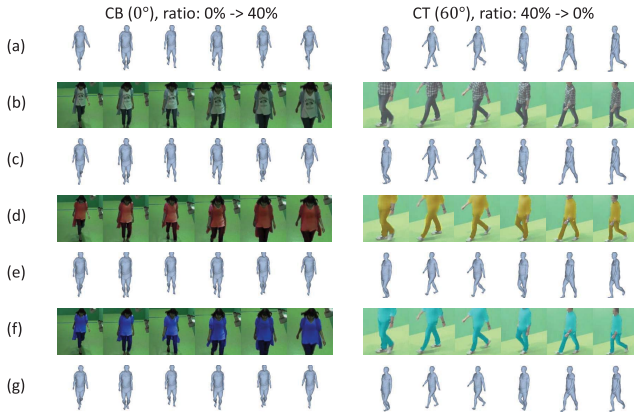 CB (0°), ratio: 0% -> 40%
CT (60°), ratio: 40% -> 0%
(a)
(b)
(c)
(d)
(e)
(f)
(g)